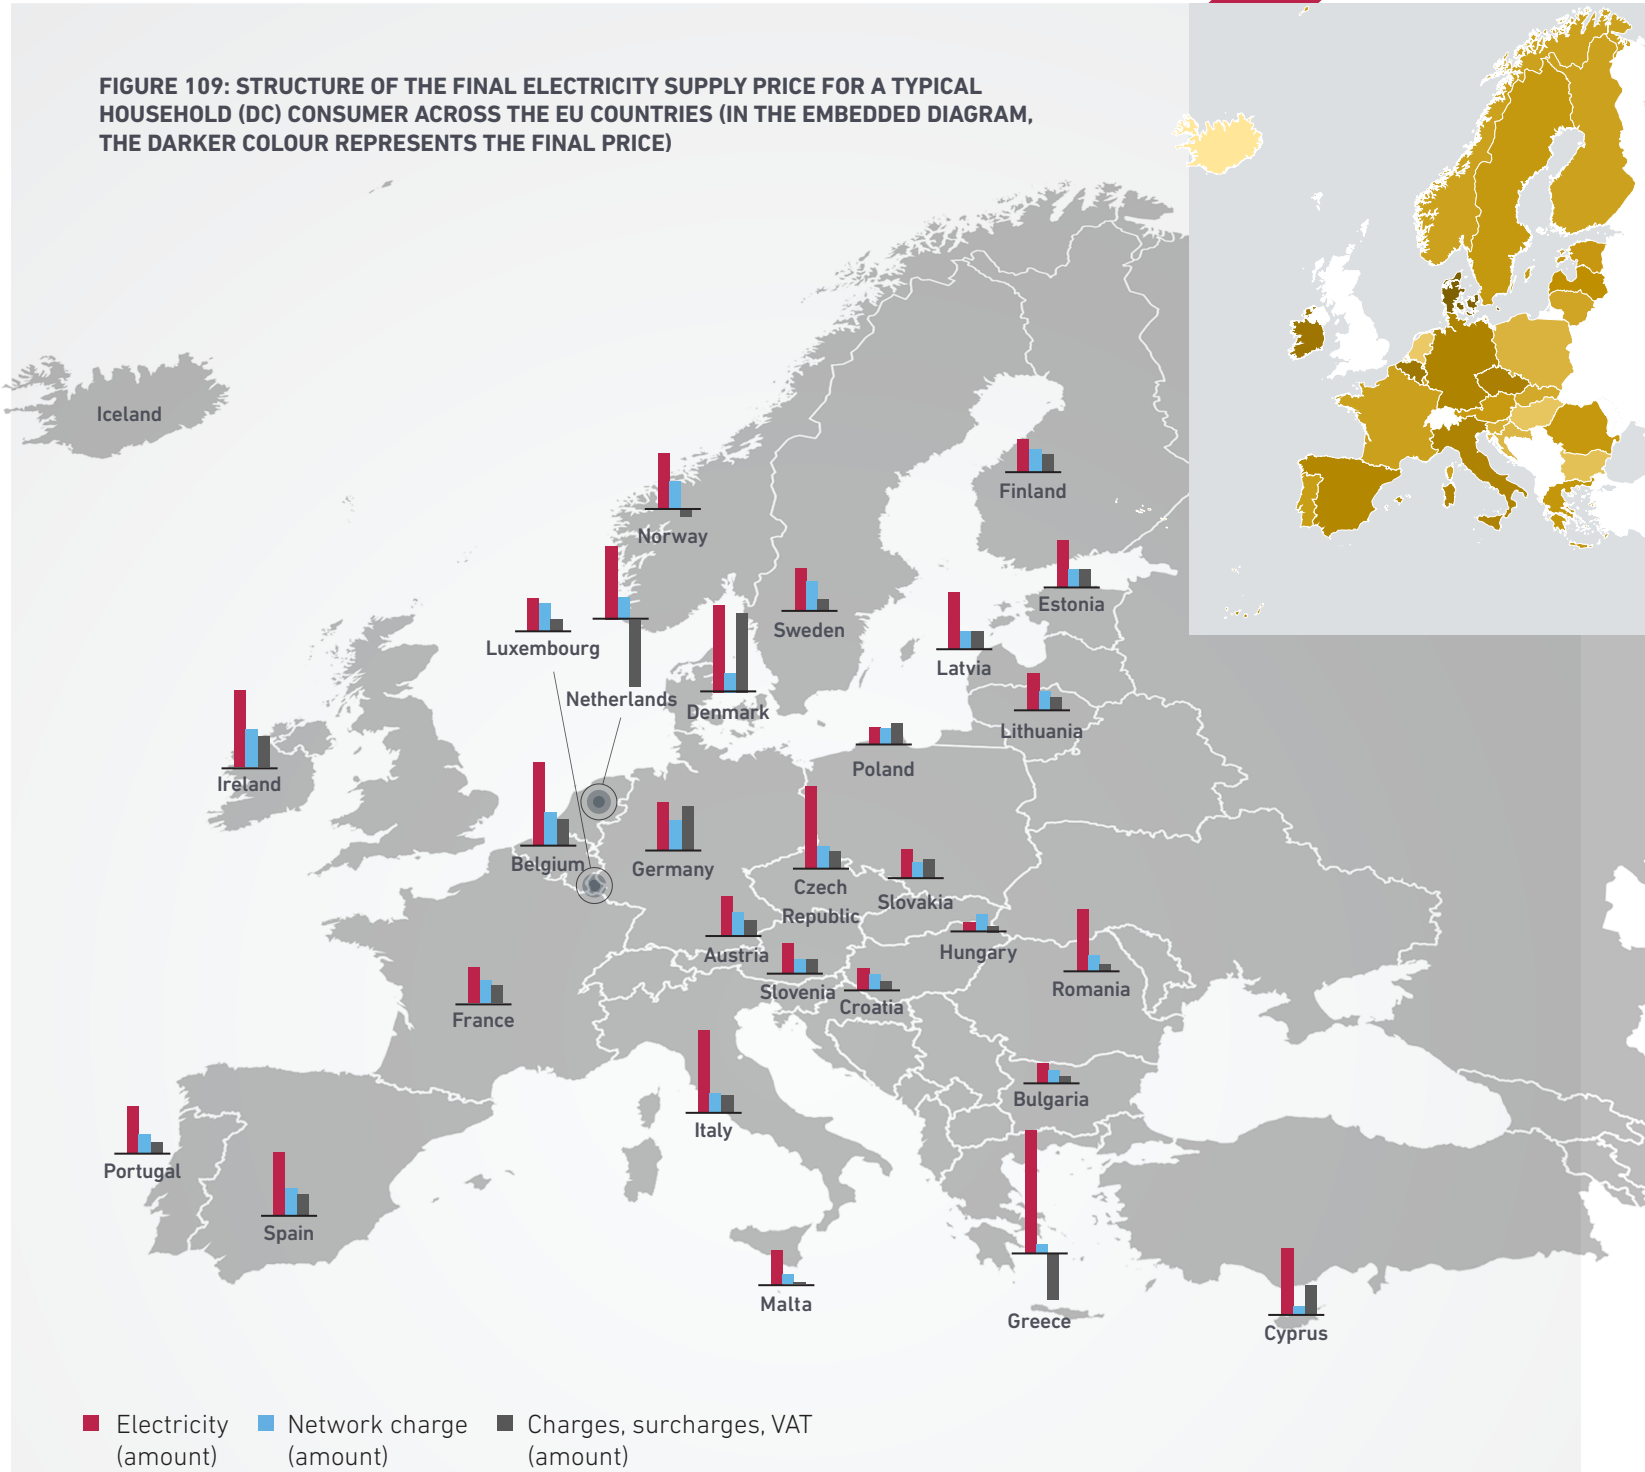 FIGURE 109: STRUCTURE OF THE FINAL ELECTRICITY SUPPLY PRICE FOR A TYPICAL
HOUSEHOLD (DC) CONSUMER ACROSS THE EU COUNTRIES (IN THE EMBEDDED DIAGRAM,
THE DARKER COLOUR REPRESENTS THE FINAL PRICE)
Iceland
Finland
Norway
Estonia
Sweden
Luxembourg
Latvia
Netherlands
Denmark
Lithuania
Poland
Ireland
Belgium
Germany
Czech
Republic
Slovakia
Austria
Hungary
Slovenia
Croatia
Romania
France
Bulgaria
Italy
Portugal
Spain
Malta
Greece
Cyprus
Electricity
(amount)
Network charge
(amount)
Charges, surcharges, VAT
(amount)